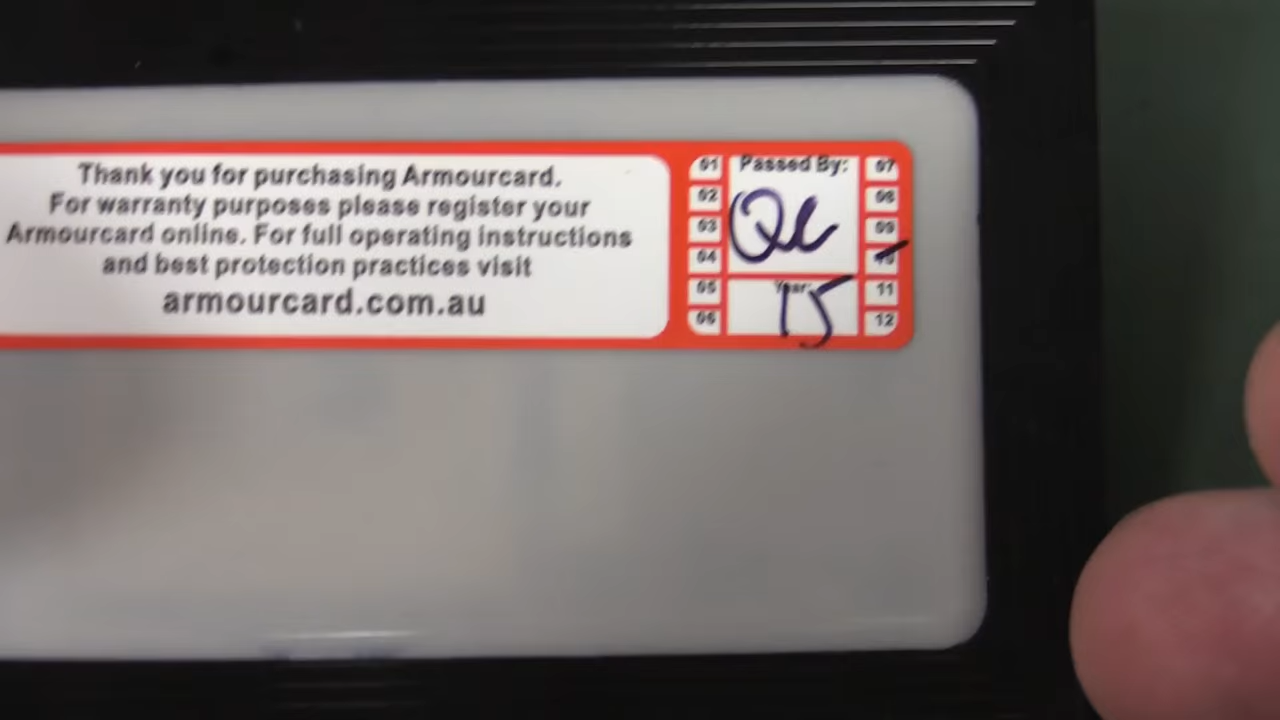 Thank you for purchasing Armourcard.
For warranty purposes please register your
Armourcard online. For full operating instructions
and best protection practices visit
armourcard.com.au
01
02
03
04
05
06
Passed By:
QC
Year:
15
07
08
09
10
11
12